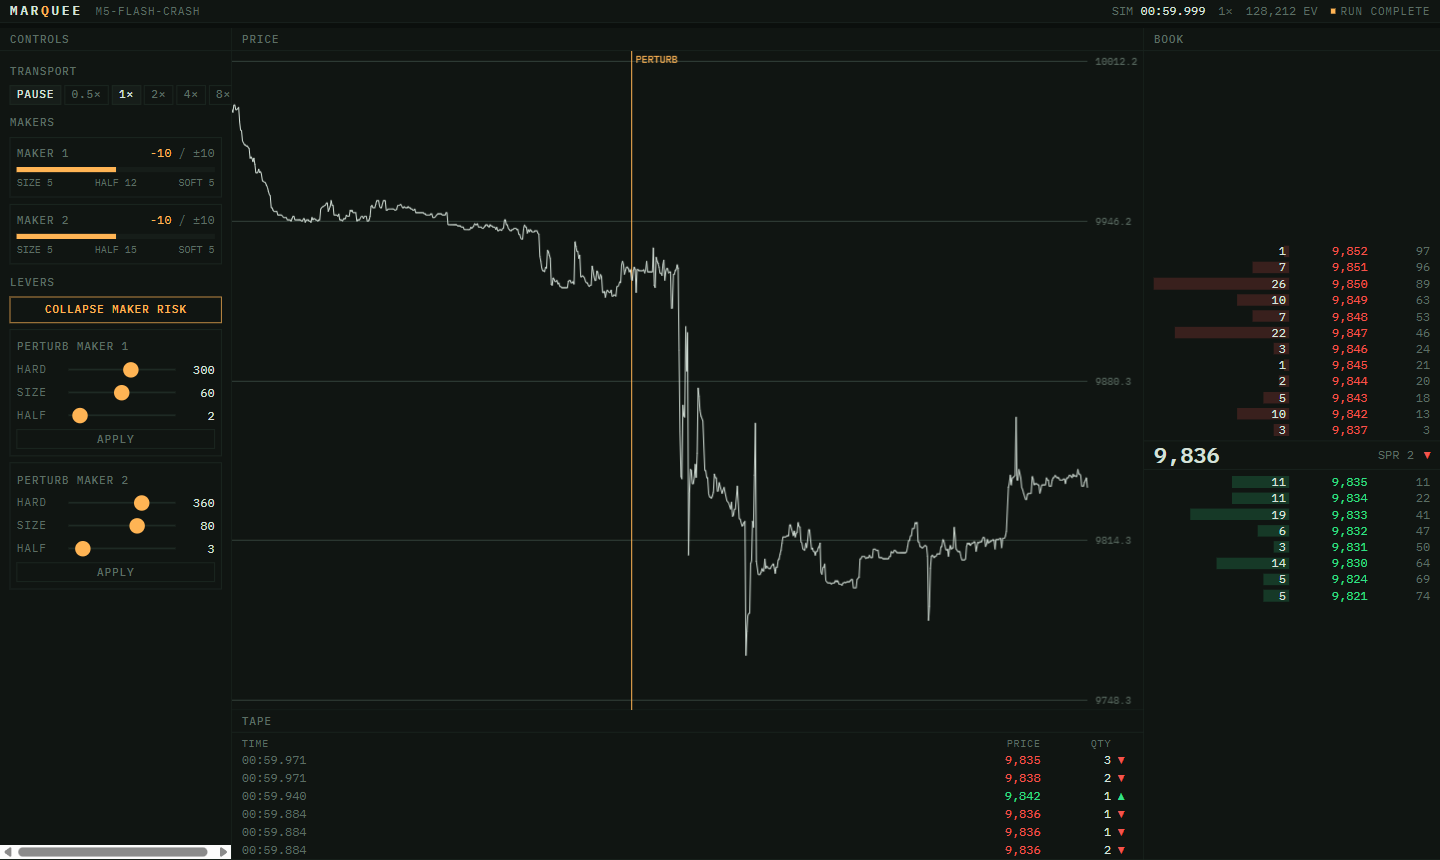 MARQUEE M5-FLASH-CRASH SIM 00:59.999 1× 128,212 EV RUN COMPLETE
CONTROLS
TRANSPORT
PAUSE 0.5× 1× 2× 4× 8×
MAKERS
MAKER 1 -10 / ±10
SIZE 5 HALF 12 SOFT 5
MAKER 2 -10 / ±10
SIZE 5 HALF 15 SOFT 5
LEVERS
COLLAPSE MAKER RISK
PERTURB MAKER 1
HARD 300
SIZE 60
HALF 2
APPLY
PERTURB MAKER 2
HARD 360
SIZE 80
HALF 3
APPLY
PRICE
PERTURB
10012.2
9946.2
9880.3
9814.3
9748.3
TAPE
TIME PRICE QTY
00:59.971 9,835 3 ▼
00:59.971 9,838 2 ▼
00:59.940 9,842 1 ▲
00:59.884 9,836 1 ▼
00:59.884 9,836 1 ▼
00:59.884 9,836 2 ▼
BOOK
1 9,852 97
7 9,851 96
26 9,850 89
10 9,849 63
7 9,848 53
22 9,847 46
3 9,846 24
1 9,845 21
2 9,844 20
5 9,843 18
10 9,842 13
3 9,837 3
9,836 SPR 2 ▼
11 9,835 11
11 9,834 22
19 9,833 41
6 9,832 47
3 9,831 50
14 9,830 64
5 9,824 69
5 9,821 74